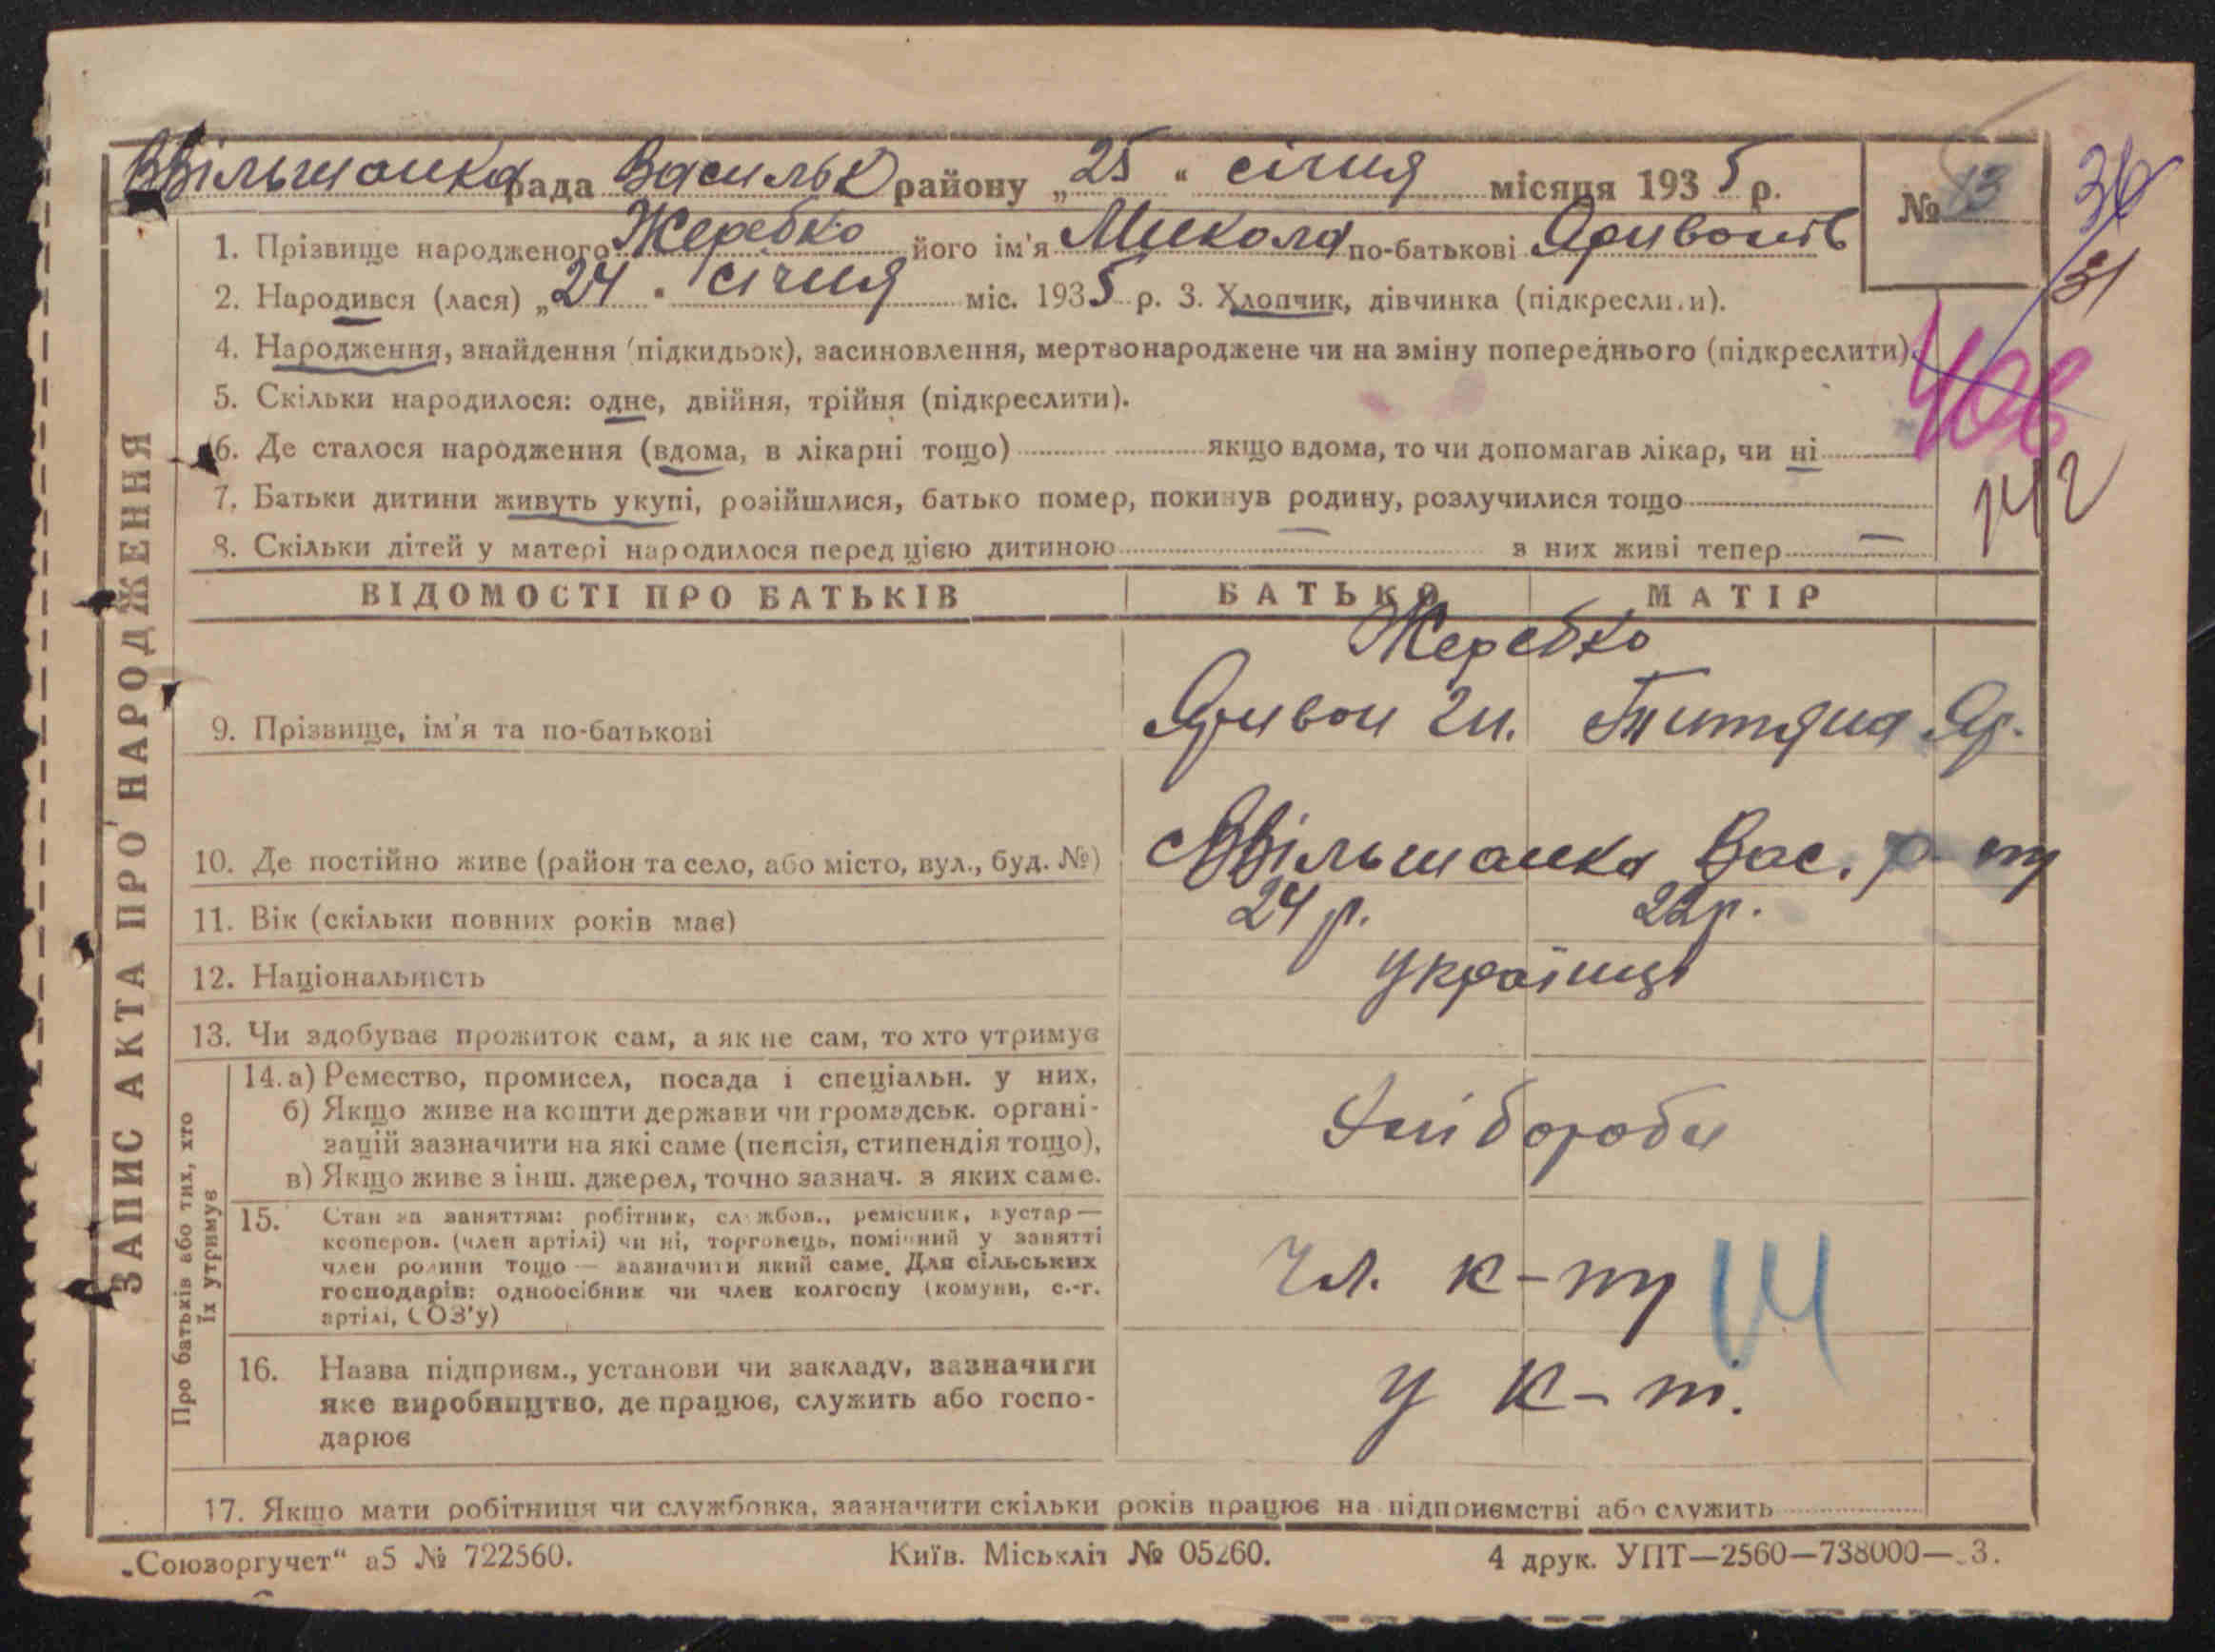 Вільшанка рада Васильк району „25“ січня місяця 1935 р. № 13
36
31
1. Прізвище народженого Жеребко його ім'я Микола по-батькові Яривонів
2. Народився (лася) „24“ січня міс. 1935 р. 3. Хлопчик, дівчинка (підкреслити).
4. Народження, знайдення (підкидьок), засиновлення, мертвонароджене чи на зміну попереднього (підкреслити)
5. Скільки народилося: одне, двійня, трійня (підкреслити).
6. Де сталося народження (вдома, в лікарні тощо) якщо вдома, то чи допомагав лікар, чи ні
7. Батьки дитини живуть укупі, розійшлися, батько помер, покинув родину, розлучилися тощо
142
8. Скільки дітей у матері народилося перед цією дитиною — з них живі тепер —
ЗАПИС АКТА ПРО НАРОДЖЕННЯ
ВІДОМОСТІ ПРО БАТЬКІВ БАТЬКО МАТІР
Жеребко
9. Прізвище, ім'я та по-батькові Яривон Ги. Титяна Яр.
10. Де постійно живе (район та село, або місто, вул., буд. №) с Вільшанка Вас. р-ну
11. Вік (скільки повних років має) 24 р. 22 р.
12. Національність українці
13. Чи здобуває прожиток сам, а як не сам, то хто утримує
Про батьків або тих, хто їх утримує
14. а) Ремество, промисел, посада і спеціальн. у них,
б) Якщо живе на кошти держави чи громадськ. органі-
зацій зазначити на які саме (пенсія, стипендія тощо),
в) Якщо живе з інш. джерел, точно зазнач. з яких саме.
15. Стан за заняттям: робітник, службов., ремісник, кустар —
кооперов. (член артілі) чи ні, торговець, помічний у занятті
член родини тощо — зазначити який саме. Для сільських
господарів: одноосібник чи член колгоспу (комуни, с.-г.
артілі, СОЗ'у)
чл. к-ту
16. Назва підприєм., установи чи закладу, зазначити
яке виробництво, де працює, служить або госпо-
дарює
у к-ті.
17. Якщо мати робітниця чи службовка, зазначити скільки років працює на підприємстві або служить
„Союзоргучет“ а5 № 722560. Київ. Міськліт № 05260. 4 друк. УПТ—2560—738000— 3.